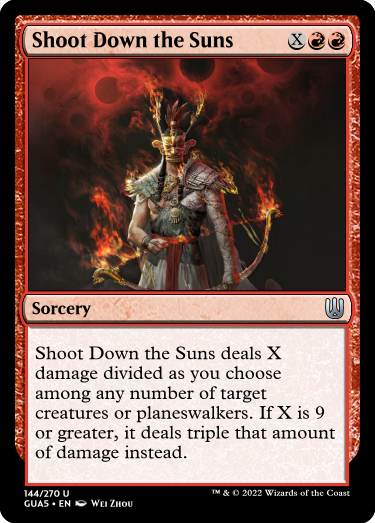 Shoot Down the Suns X
Sorcery
Shoot Down the Suns deals X
damage divided as you choose
among any number of target
creatures or planeswalkers. If X is 9
or greater, it deals triple that amount
of damage instead.
144/270 U
GUA5 • EN Wei Zhou
™ & © 2022 Wizards of the Coast